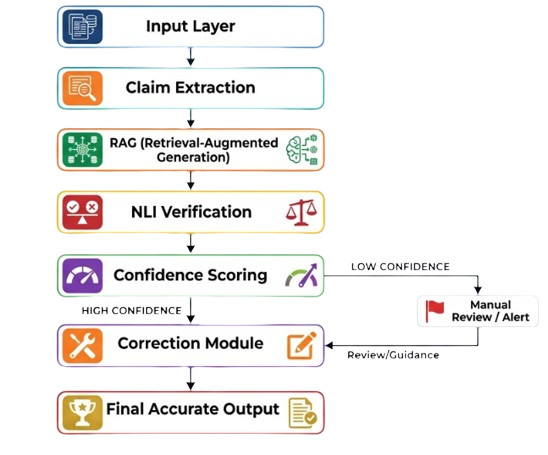 Input Layer
Claim Extraction
RAG (Retrieval-Augmented
Generation)
NLI Verification
Confidence Scoring
LOW CONFIDENCE
HIGH CONFIDENCE
Manual
Review / Alert
Correction Module
Review/Guidance
Final Accurate Output